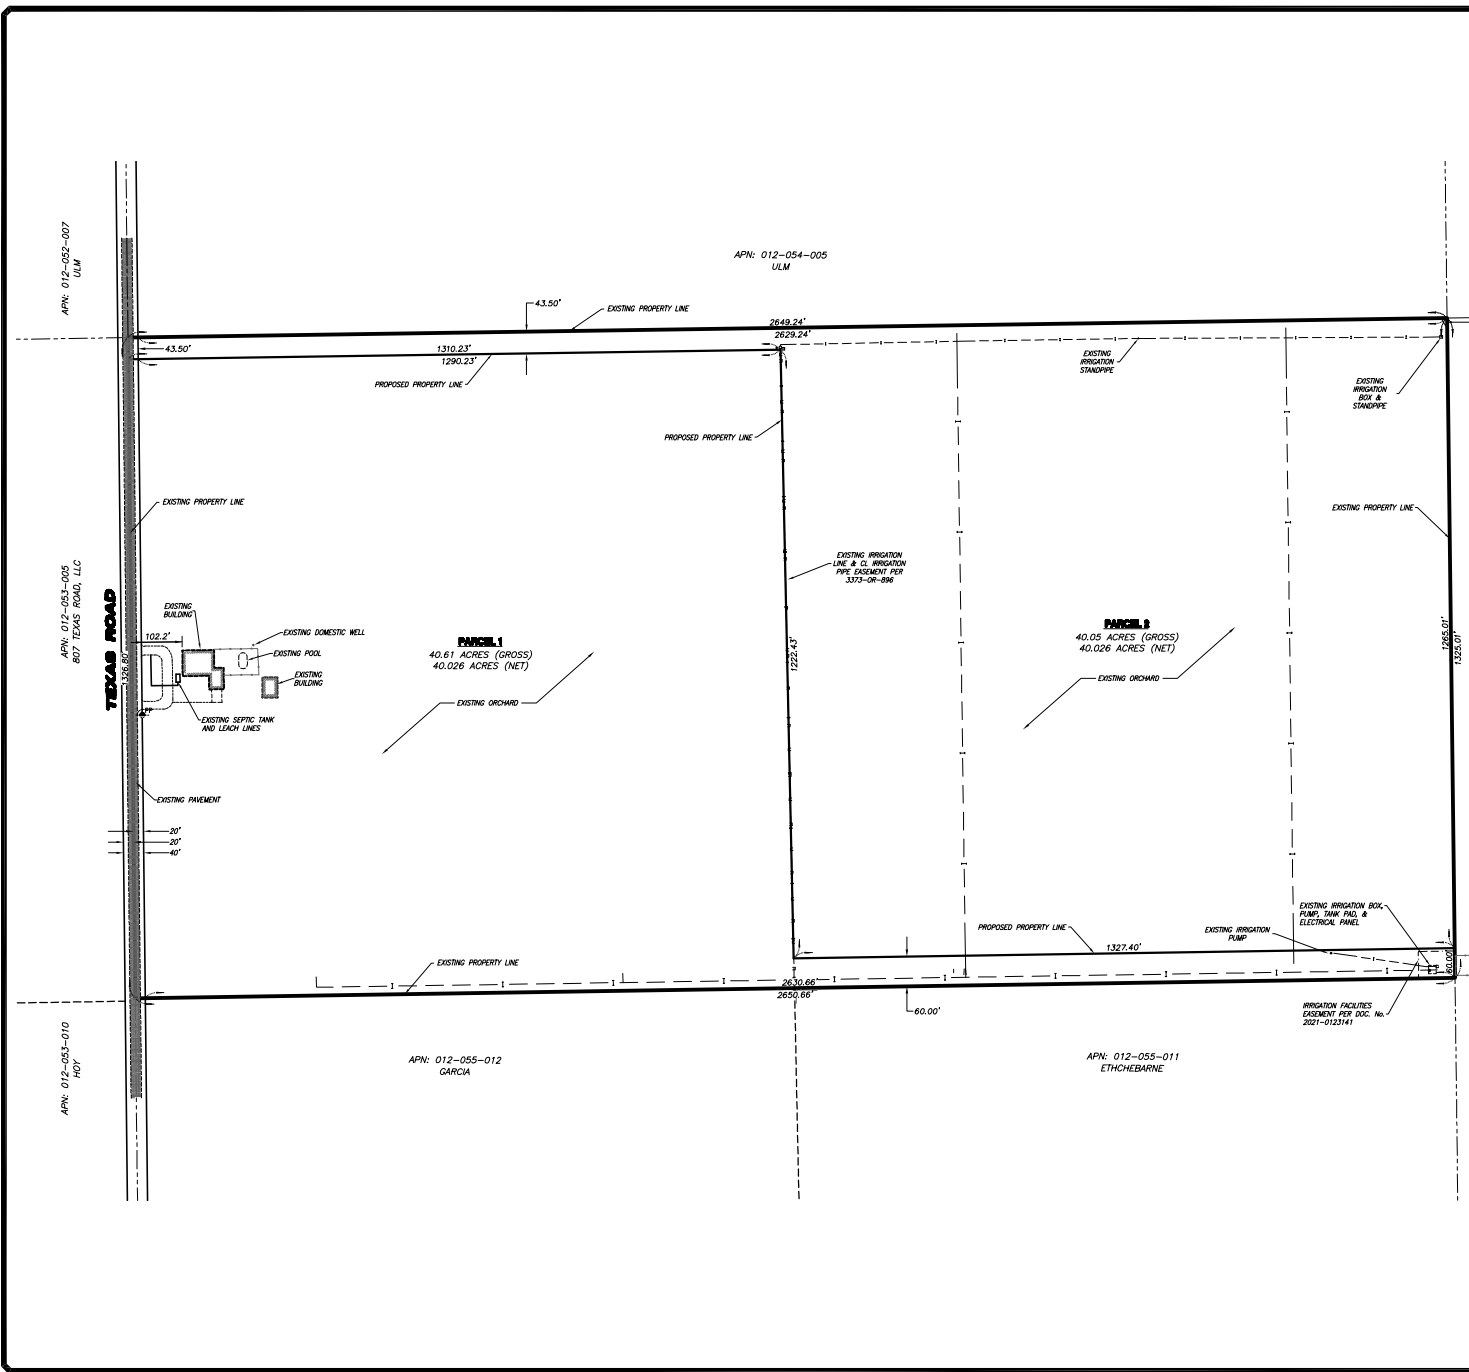 APN: 012-052-007
ULM
APN: 012-054-005
ULM
43.50'
EXISTING PROPERTY LINE
2649.24'
2629.24'
43.50'
1310.23'
1290.23'
PROPOSED PROPERTY LINE
EXISTING
IRRIGATION
STANDPIPE
EXISTING
IRRIGATION
BOX &
STANDPIPE
PROPOSED PROPERTY LINE
EXISTING PROPERTY LINE
EXISTING PROPERTY LINE
EXISTING IRRIGATION
LINE & CL IRRIGATION
PIPE EASEMENT PER
3373-OR-896
APN: 012-053-005
807 TEXAS ROAD, LLC
TEXAS ROAD
1326.80'
EXISTING
BUILDING
102.2'
EXISTING DOMESTIC WELL
EXISTING POOL
EXISTING
BUILDING
PP
EXISTING SEPTIC TANK
AND LEACH LINES
PARCEL 1
40.61 ACRES (GROSS)
40.026 ACRES (NET)
EXISTING ORCHARD
1222.43'
PARCEL 2
40.05 ACRES (GROSS)
40.026 ACRES (NET)
EXISTING ORCHARD
1265.01'
1325.01'
EXISTING PAVEMENT
20'
20'
40'
EXISTING IRRIGATION BOX,
PUMP, TANK PAD, &
ELECTRICAL PANEL
PROPOSED PROPERTY LINE
EXISTING IRRIGATION
PUMP
1327.40'
60.00'
EXISTING PROPERTY LINE
2630.66'
2650.66'
60.00'
IRRIGATION FACILITIES
EASEMENT PER DOC. No.
2021-0123141
APN: 012-053-010
HOY
APN: 012-055-012
GARCIA
APN: 012-055-011
ETHCHEBARNE